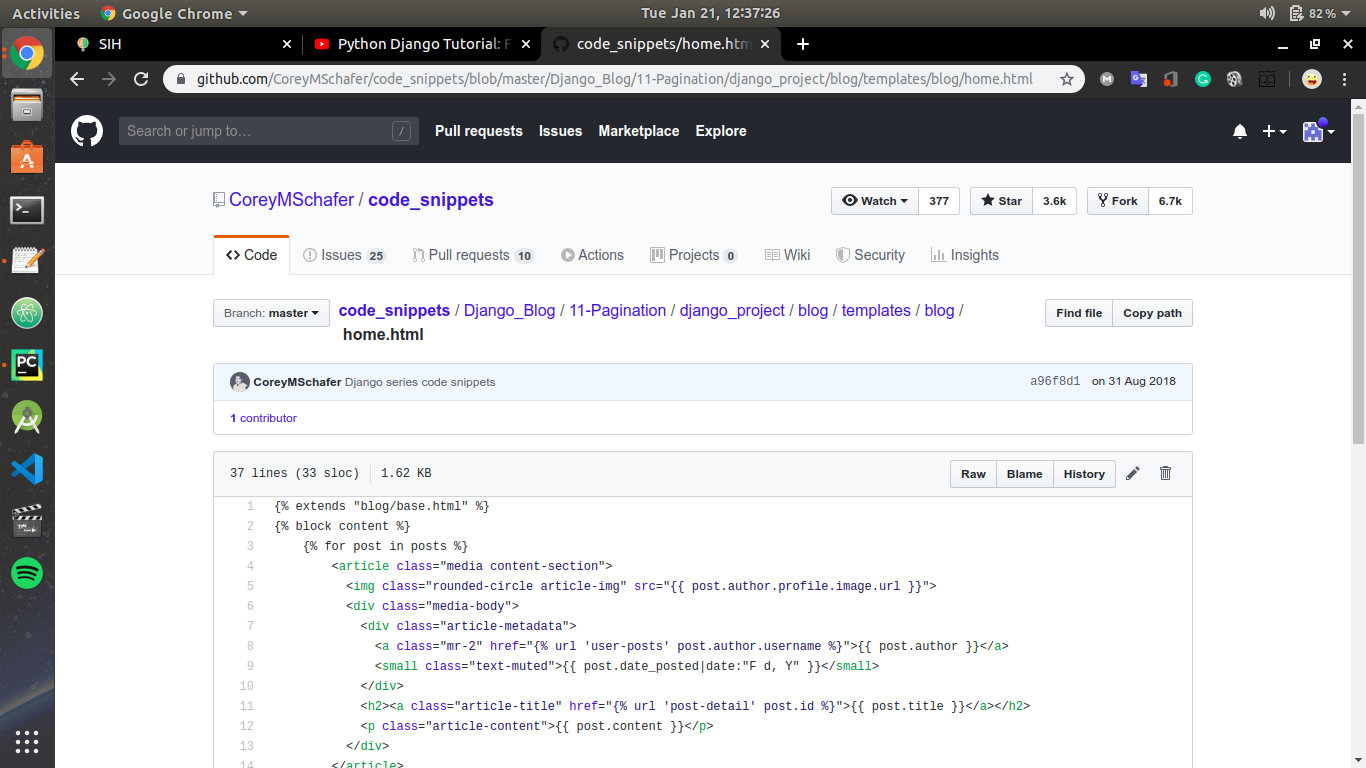 Activities Google Chrome Tue Jan 21, 12:37:26 82%
SIH Python Django Tutorial: F code_snippets/home.htm
github.com/CoreyMSchafer/code_snippets/blob/master/Django_Blog/11-Pagination/django_project/blog/templates/blog/home.html
Search or jump to… / Pull requests Issues Marketplace Explore
CoreyMSchafer / code_snippets Watch 377 Star 3.6k Fork 6.7k
Code Issues 25 Pull requests 10 Actions Projects 0 Wiki Security Insights
Branch: master code_snippets / Django_Blog / 11-Pagination / django_project / blog / templates / blog / Find file Copy path
home.html
CoreyMSchafer Django series code snippets a96f8d1 on 31 Aug 2018
1 contributor
37 lines (33 sloc) 1.62 KB Raw Blame History
1 {% extends "blog/base.html" %}
2 {% block content %}
3 {% for post in posts %}
4 <article class="media content-section">
5 <img class="rounded-circle article-img" src="{{ post.author.profile.image.url }}">
6 <div class="media-body">
7 <div class="article-metadata">
8 <a class="mr-2" href="{% url 'user-posts' post.author.username %}">{{ post.author }}</a>
9 <small class="text-muted">{{ post.date_posted|date:"F d, Y" }}</small>
10 </div>
11 <h2><a class="article-title" href="{% url 'post-detail' post.id %}">{{ post.title }}</a></h2>
12 <p class="article-content">{{ post.content }}</p>
13 </div>
14 </article>